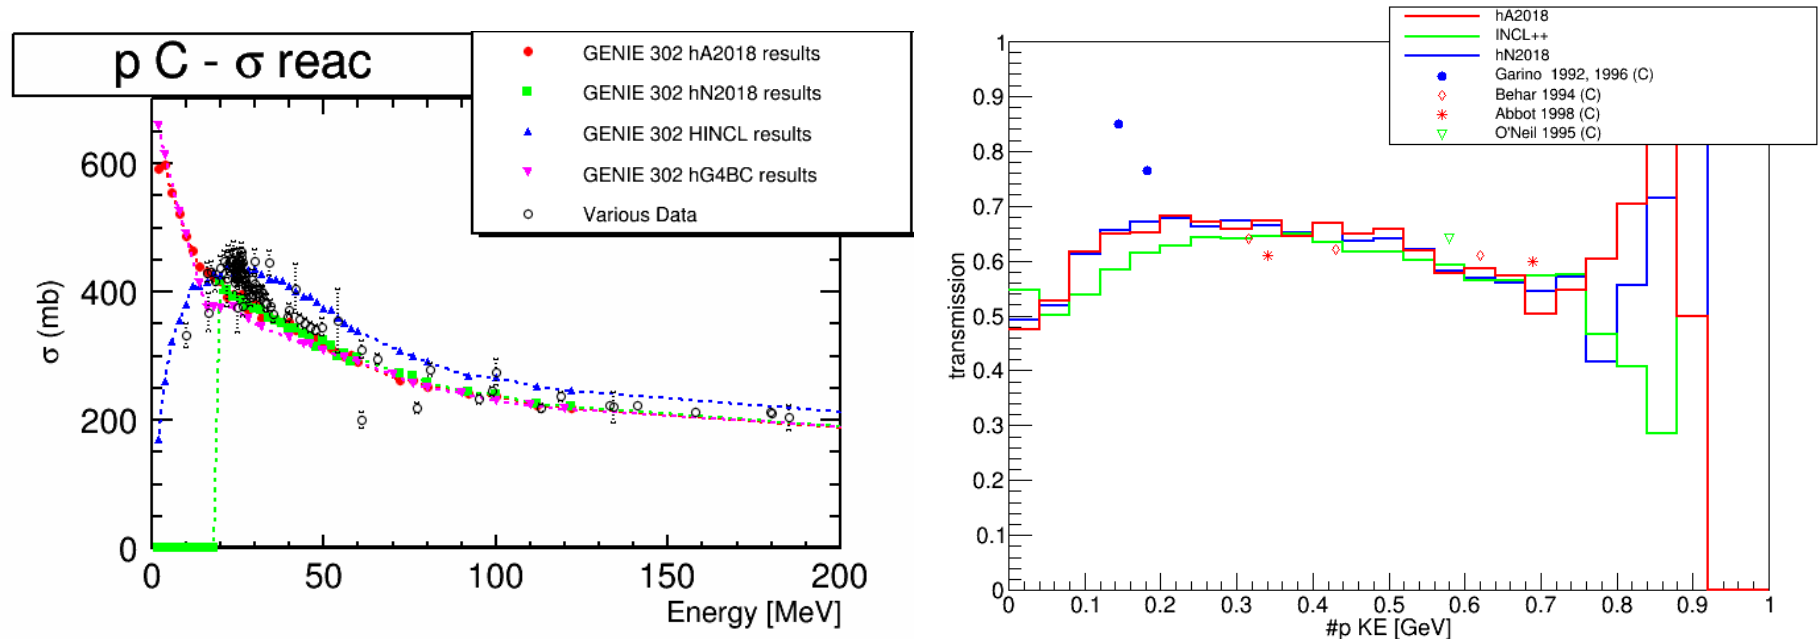 p C - σ reac
GENIE 302 hA2018 results
GENIE 302 hN2018 results
GENIE 302 HINCL results
GENIE 302 hG4BC results
Various Data
σ (mb)
600
400
200
0
0 50 100 150 200
Energy [MeV]
hA2018
INCL++
hN2018
Garino 1992, 1996 (C)
Behar 1994 (C)
Abbot 1998 (C)
O'Neil 1995 (C)
transmission
1
0.9
0.8
0.7
0.6
0.5
0.4
0.3
0.2
0.1
0
0 0.1 0.2 0.3 0.4 0.5 0.6 0.7 0.8 0.9 1
#p KE [GeV]